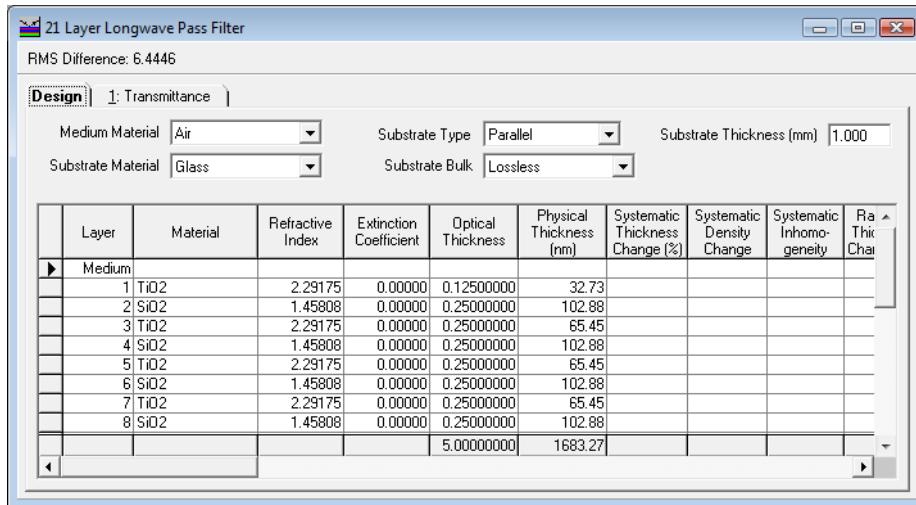 21 Layer Longwave Pass Filter
RMS Difference: 6.4446
Design 1: Transmittance
Medium Material Air Substrate Type Parallel Substrate Thickness (mm) 1.000
Substrate Material Glass Substrate Bulk Lossless
Layer Material Refractive Index Extinction Coefficient Optical Thickness Physical Thickness (nm) Systematic Thickness Change (%) Systematic Density Change Systematic Inhomo-geneity Ra Thic Chan
Medium
1 TiO2 2.29175 0.00000 0.12500000 32.73
2 SiO2 1.45808 0.00000 0.25000000 102.88
3 TiO2 2.29175 0.00000 0.25000000 65.45
4 SiO2 1.45808 0.00000 0.25000000 102.88
5 TiO2 2.29175 0.00000 0.25000000 65.45
6 SiO2 1.45808 0.00000 0.25000000 102.88
7 TiO2 2.29175 0.00000 0.25000000 65.45
8 SiO2 1.45808 0.00000 0.25000000 102.88
5.00000000 1683.27